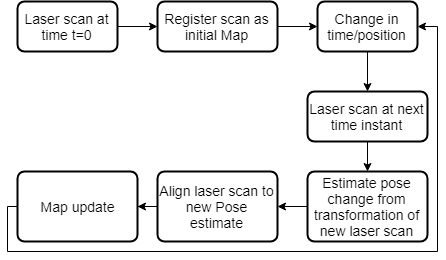 Laser scan at
time t=0
Register scan as
initial Map
Change in
time/position
Laser scan at next
time instant
Estimate pose
change from
transformation of
new laser scan
Align laser scan to
new Pose
estimate
Map update